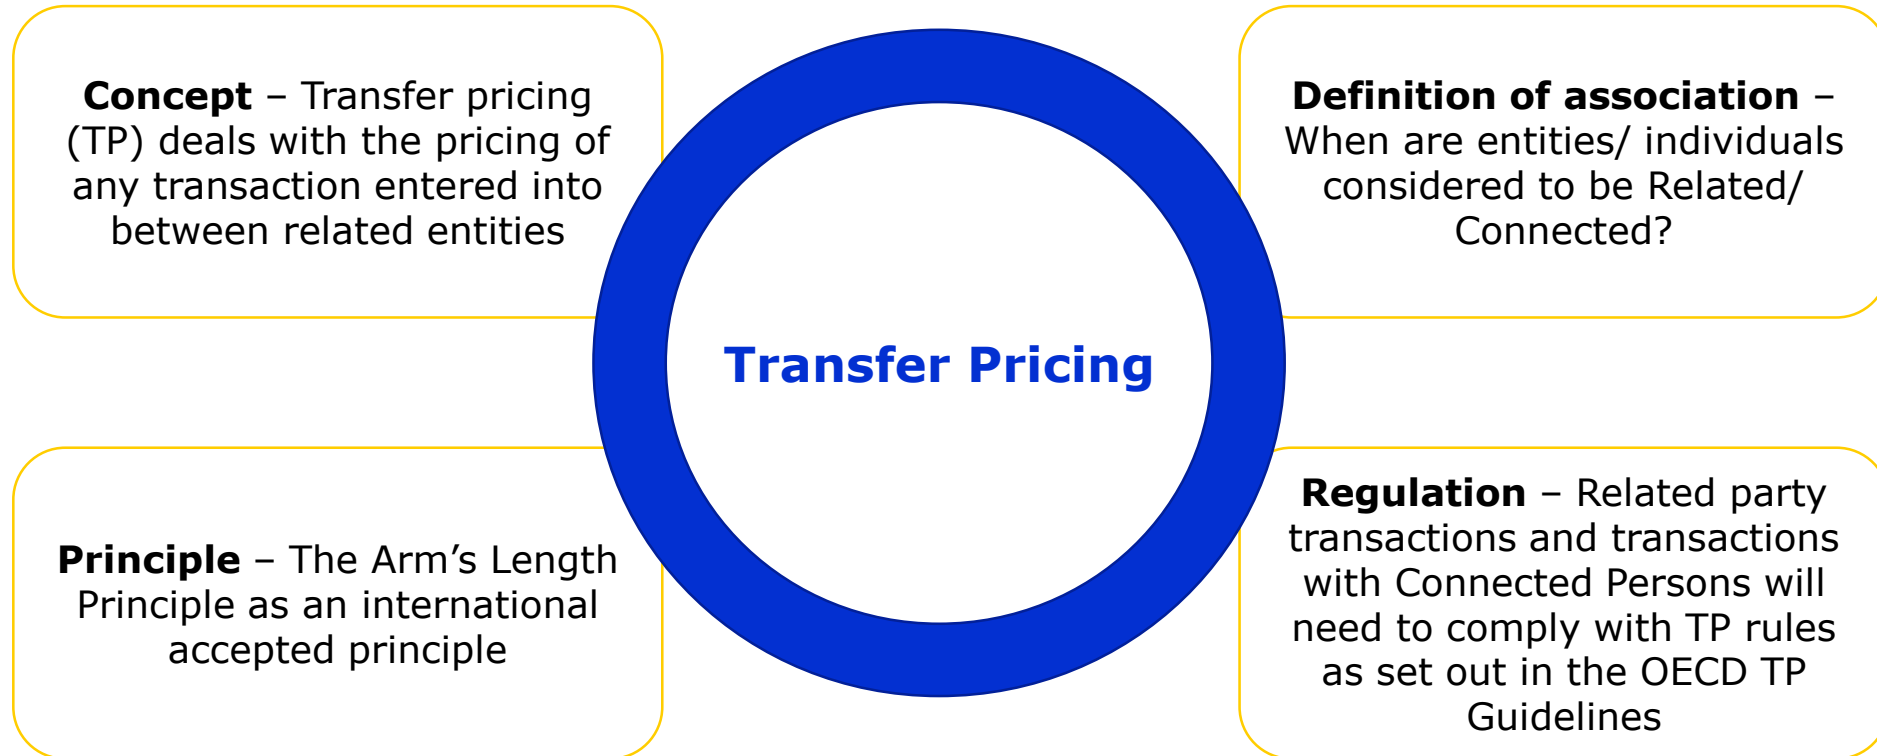 Concept – Transfer pricing
(TP) deals with the pricing of
any transaction entered into
between related entities
Definition of association –
When are entities/ individuals
considered to be Related/
Connected?
Transfer Pricing
Principle – The Arm’s Length
Principle as an international
accepted principle
Regulation – Related party
transactions and transactions
with Connected Persons will
need to comply with TP rules
as set out in the OECD TP
Guidelines